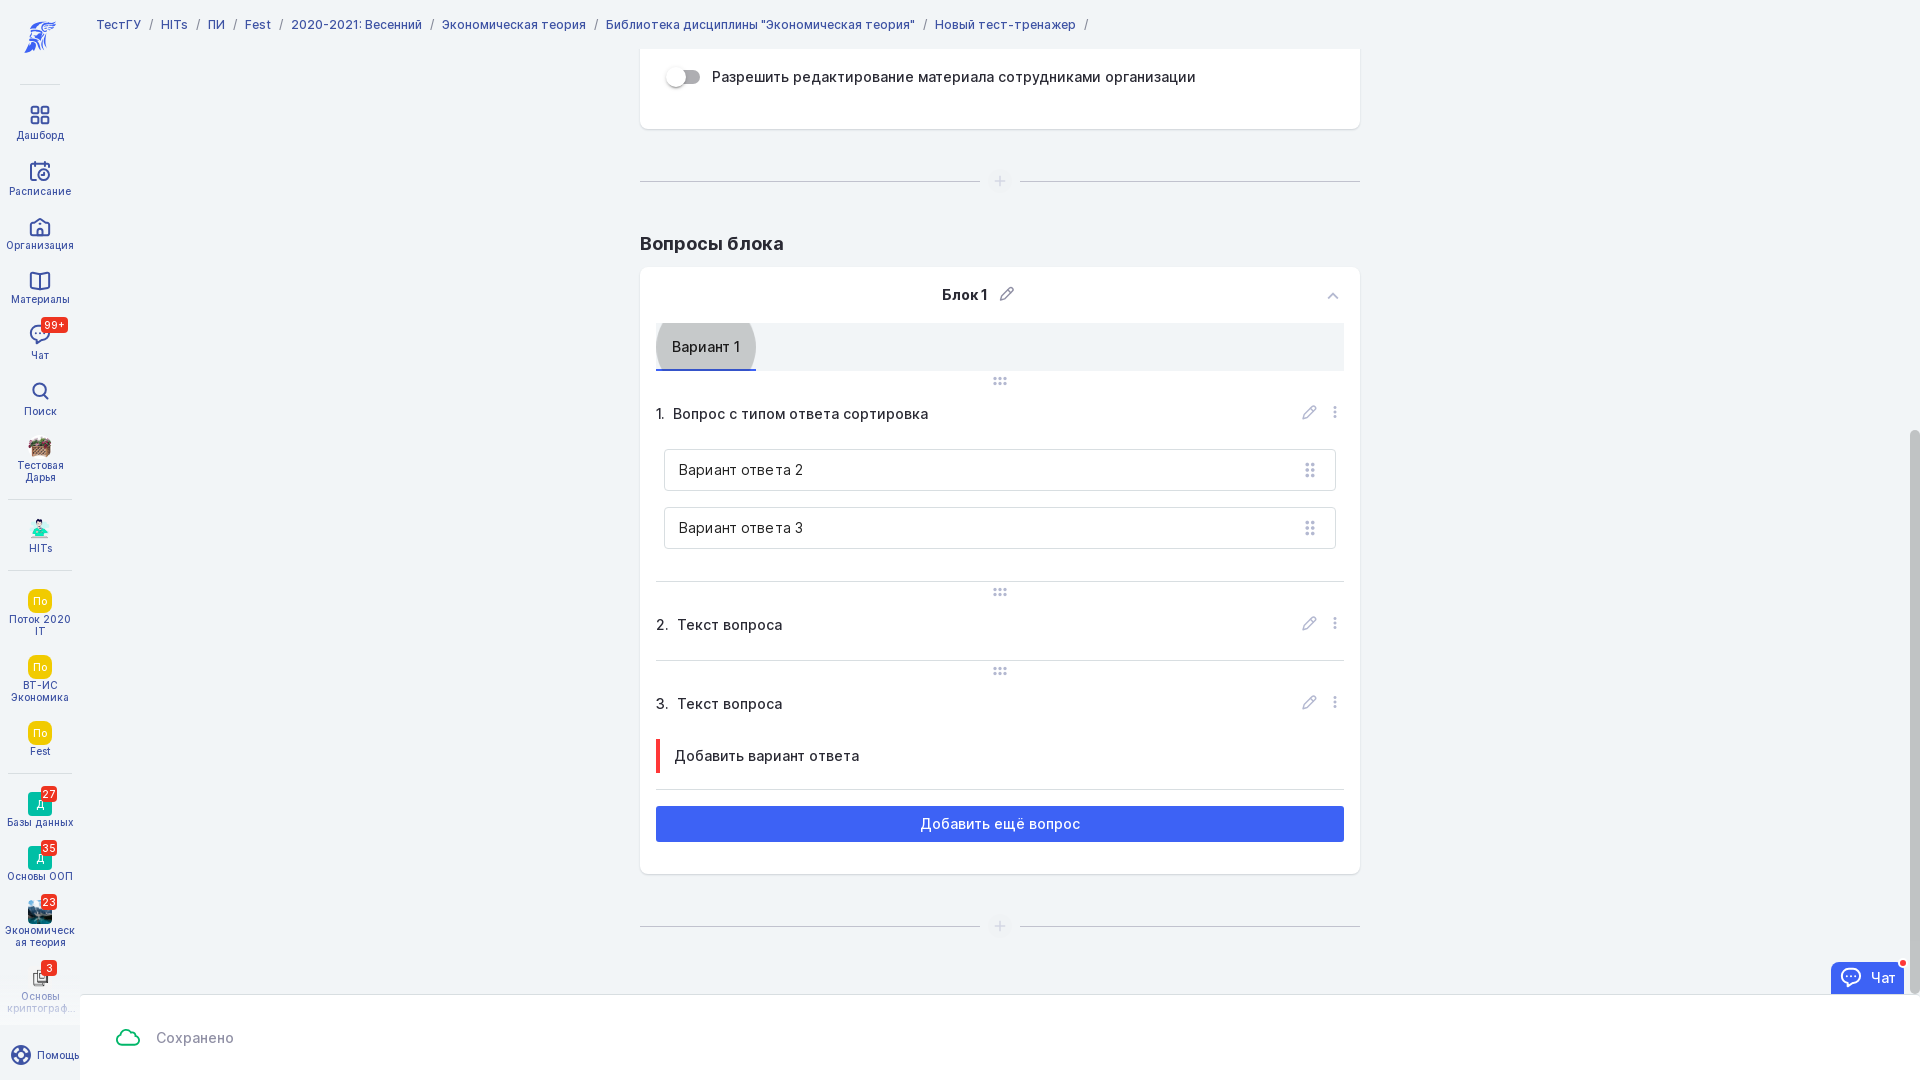 ТестГУ / HITs / ПИ / Fest / 2020-2021: Весенний / Экономическая теория / Библиотека дисциплины "Экономическая теория" / Новый тест-тренажер /
Дашборд
Расписание
Организация
Материалы
99+
Чат
Поиск
Тестовая
Дарья
HITs
По
Поток 2020
IT
По
ВТ-ИС
Экономика
По
Fest
27
Д
Базы данных
35
Д
Основы ООП
23
Экономическ
ая теория
3
Основы
криптограф...
Помощь
Разрешить редактирование материала сотрудниками организации
Вопросы блока
Блок 1
Вариант 1
1. Вопрос с типом ответа сортировка
Вариант ответа 2
Вариант ответа 3
2. Текст вопроса
3. Текст вопроса
Добавить вариант ответа
Добавить ещё вопрос
Чат
Сохранено